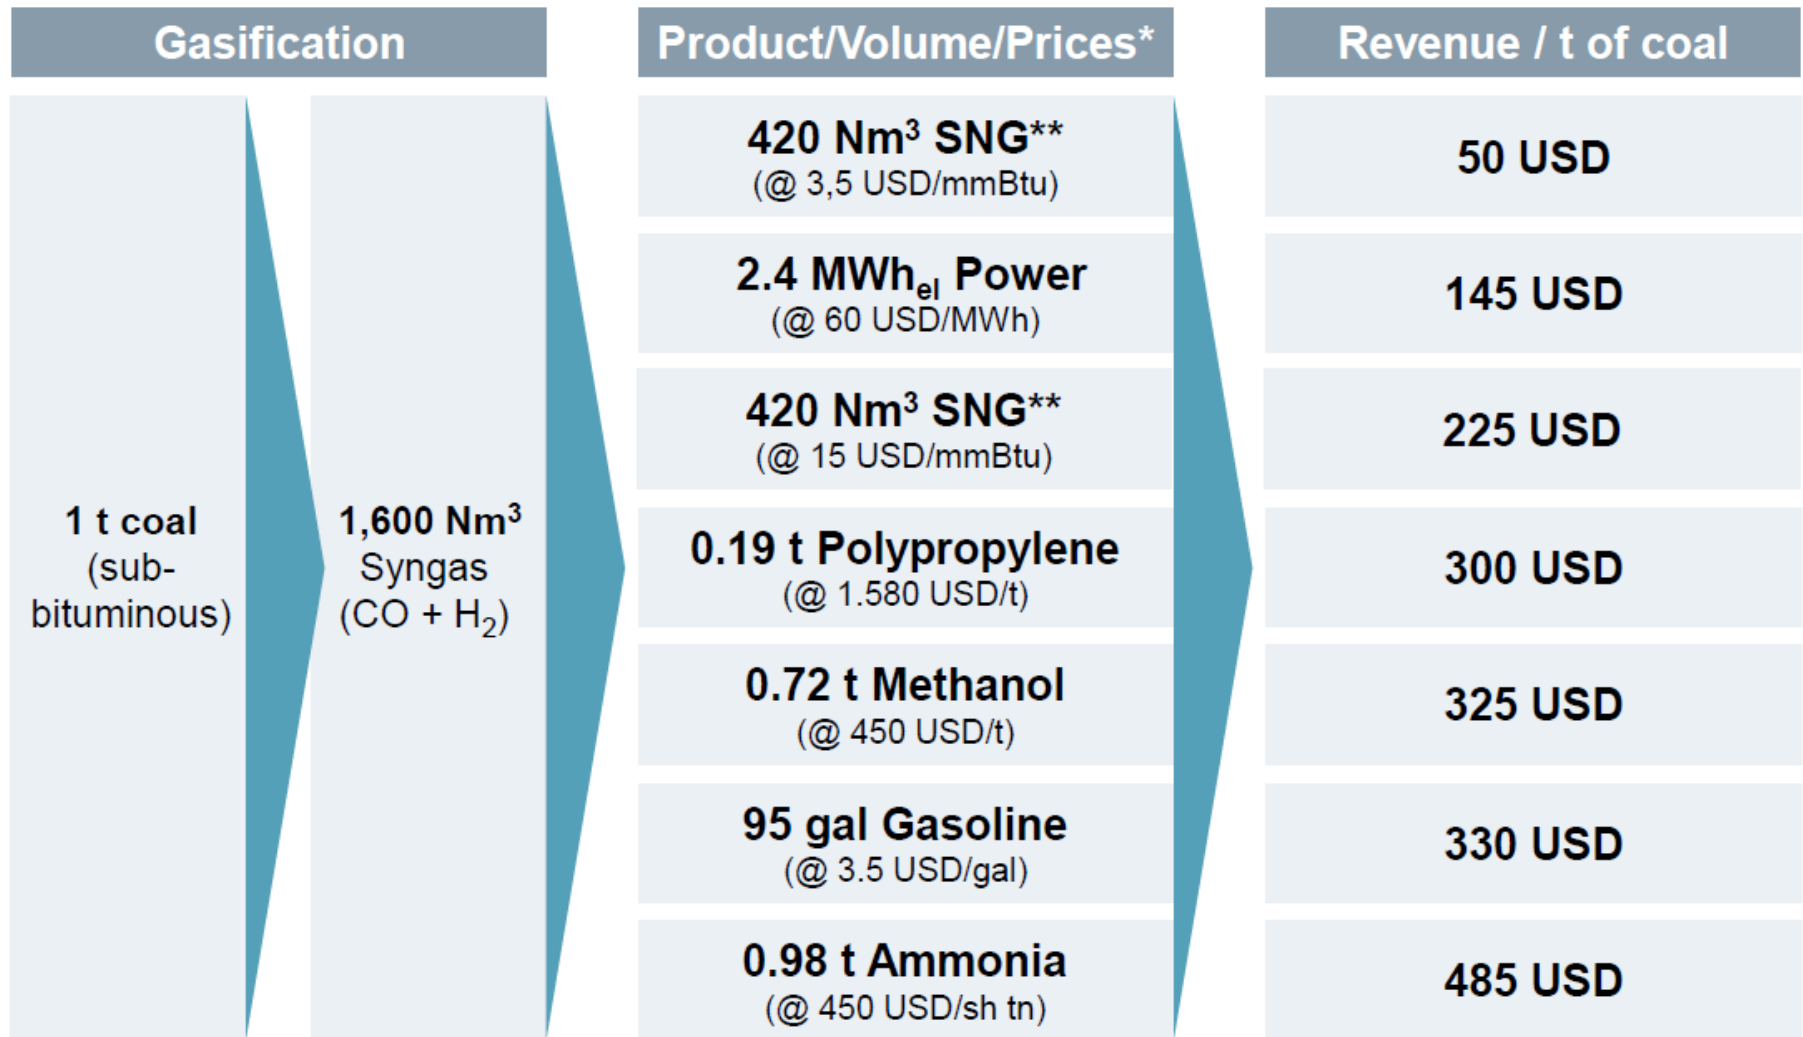 Gasification
Product/Volume/Prices*
Revenue / t of coal
1 t coal
(sub-
bituminous)
1,600 Nm³
Syngas
(CO + H₂)
420 Nm³ SNG**
(@ 3,5 USD/mmBtu)
50 USD
2.4 MWhₑₗ Power
(@ 60 USD/MWh)
145 USD
420 Nm³ SNG**
(@ 15 USD/mmBtu)
225 USD
0.19 t Polypropylene
(@ 1.580 USD/t)
300 USD
0.72 t Methanol
(@ 450 USD/t)
325 USD
95 gal Gasoline
(@ 3.5 USD/gal)
330 USD
0.98 t Ammonia
(@ 450 USD/sh tn)
485 USD